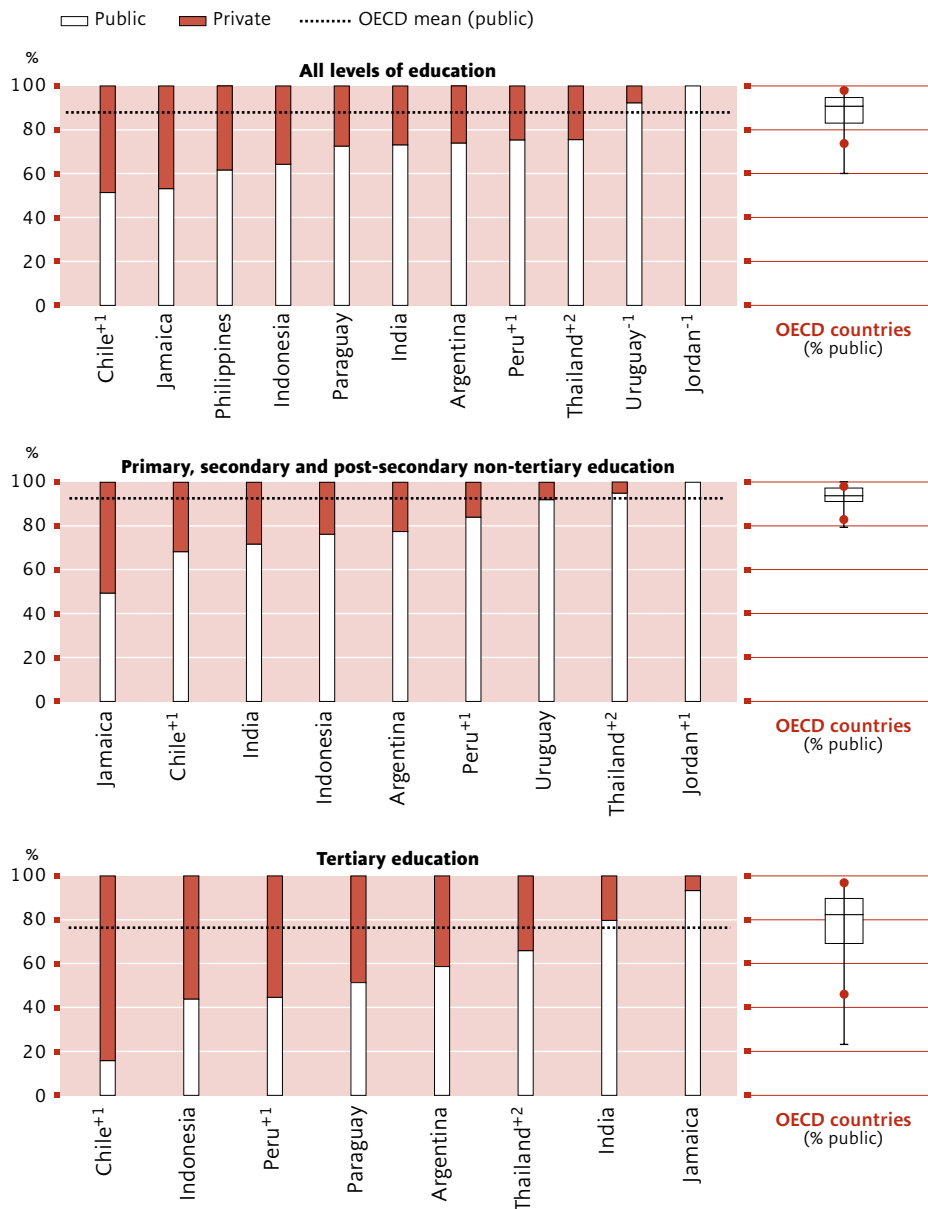 Public Private OECD mean (public)
%
All levels of education
100
80
60
40
20
0
Chile+1
Jamaica
Philippines
Indonesia
Paraguay
India
Argentina
Peru+1
Thailand+2
Uruguay-1
Jordan-1
OECD countries
(% public)
%
Primary, secondary and post-secondary non-tertiary education
100
80
60
40
20
0
Jamaica
Chile+1
India
Indonesia
Argentina
Peru+1
Uruguay
Thailand+2
Jordan+1
OECD countries
(% public)
%
Tertiary education
100
80
60
40
20
0
Chile+1
Indonesia
Peru+1
Paraguay
Argentina
Thailand+2
India
Jamaica
OECD countries
(% public)